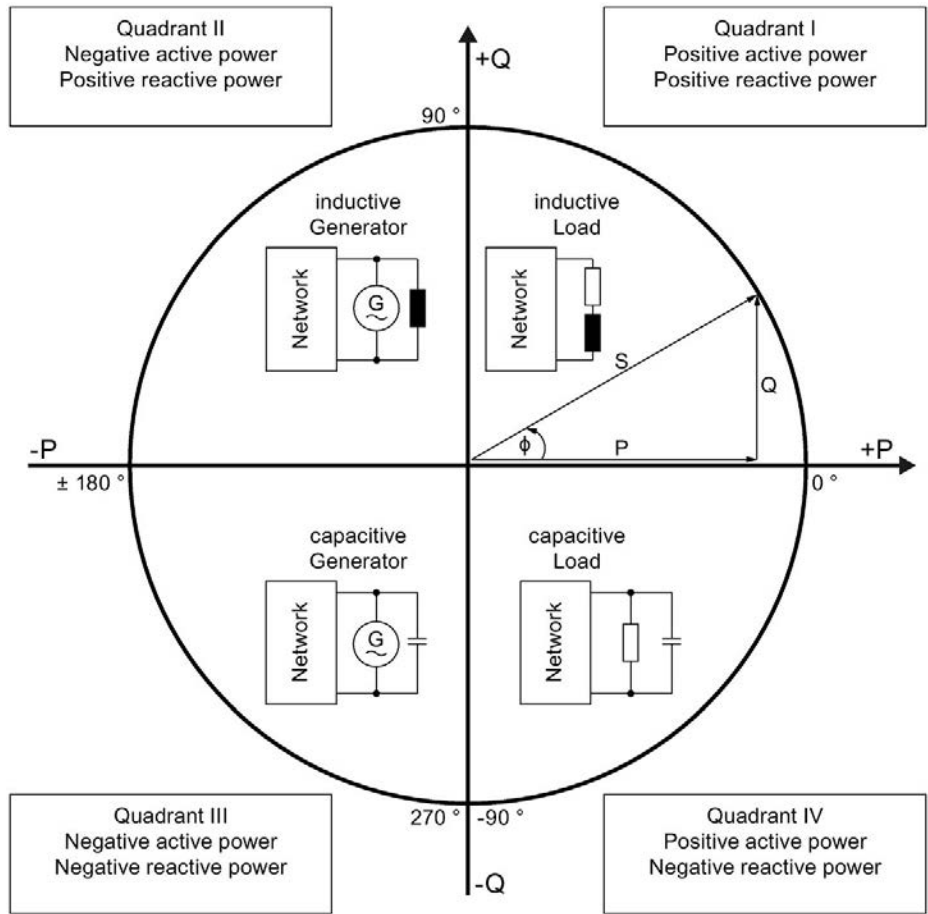 Quadrant II
Negative active power
Positive reactive power
Quadrant I
Positive active power
Positive reactive power
+Q
90 °
inductive
Generator
Network
G
~
inductive
Load
Network
S
Q
ϕ
P
-P
+P
± 180 °
0 °
capacitive
Generator
Network
G
~
capacitive
Load
Network
270 °
-90 °
-Q
Quadrant III
Negative active power
Negative reactive power
Quadrant IV
Positive active power
Negative reactive power